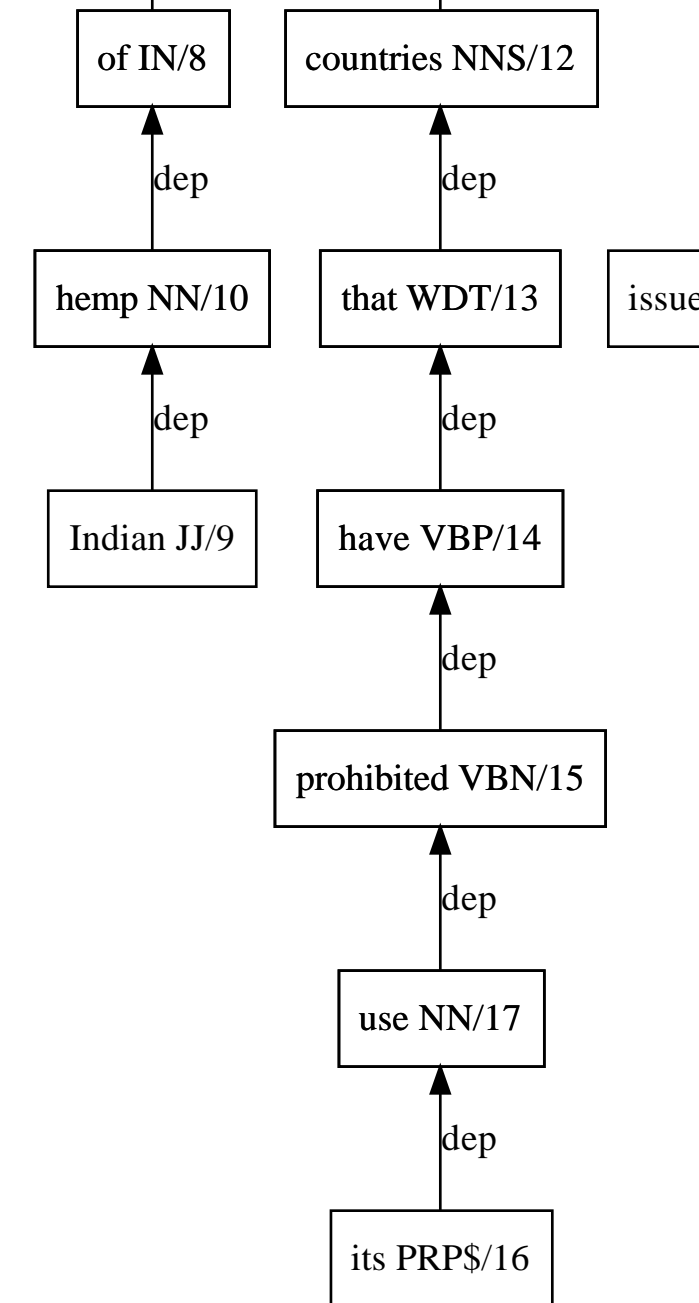 of IN/8 countries NNS/12
dep dep
hemp NN/10 that WDT/13 issue
dep dep
Indian JJ/9 have VBP/14
dep
prohibited VBN/15
dep
use NN/17
dep
its PRP$/16